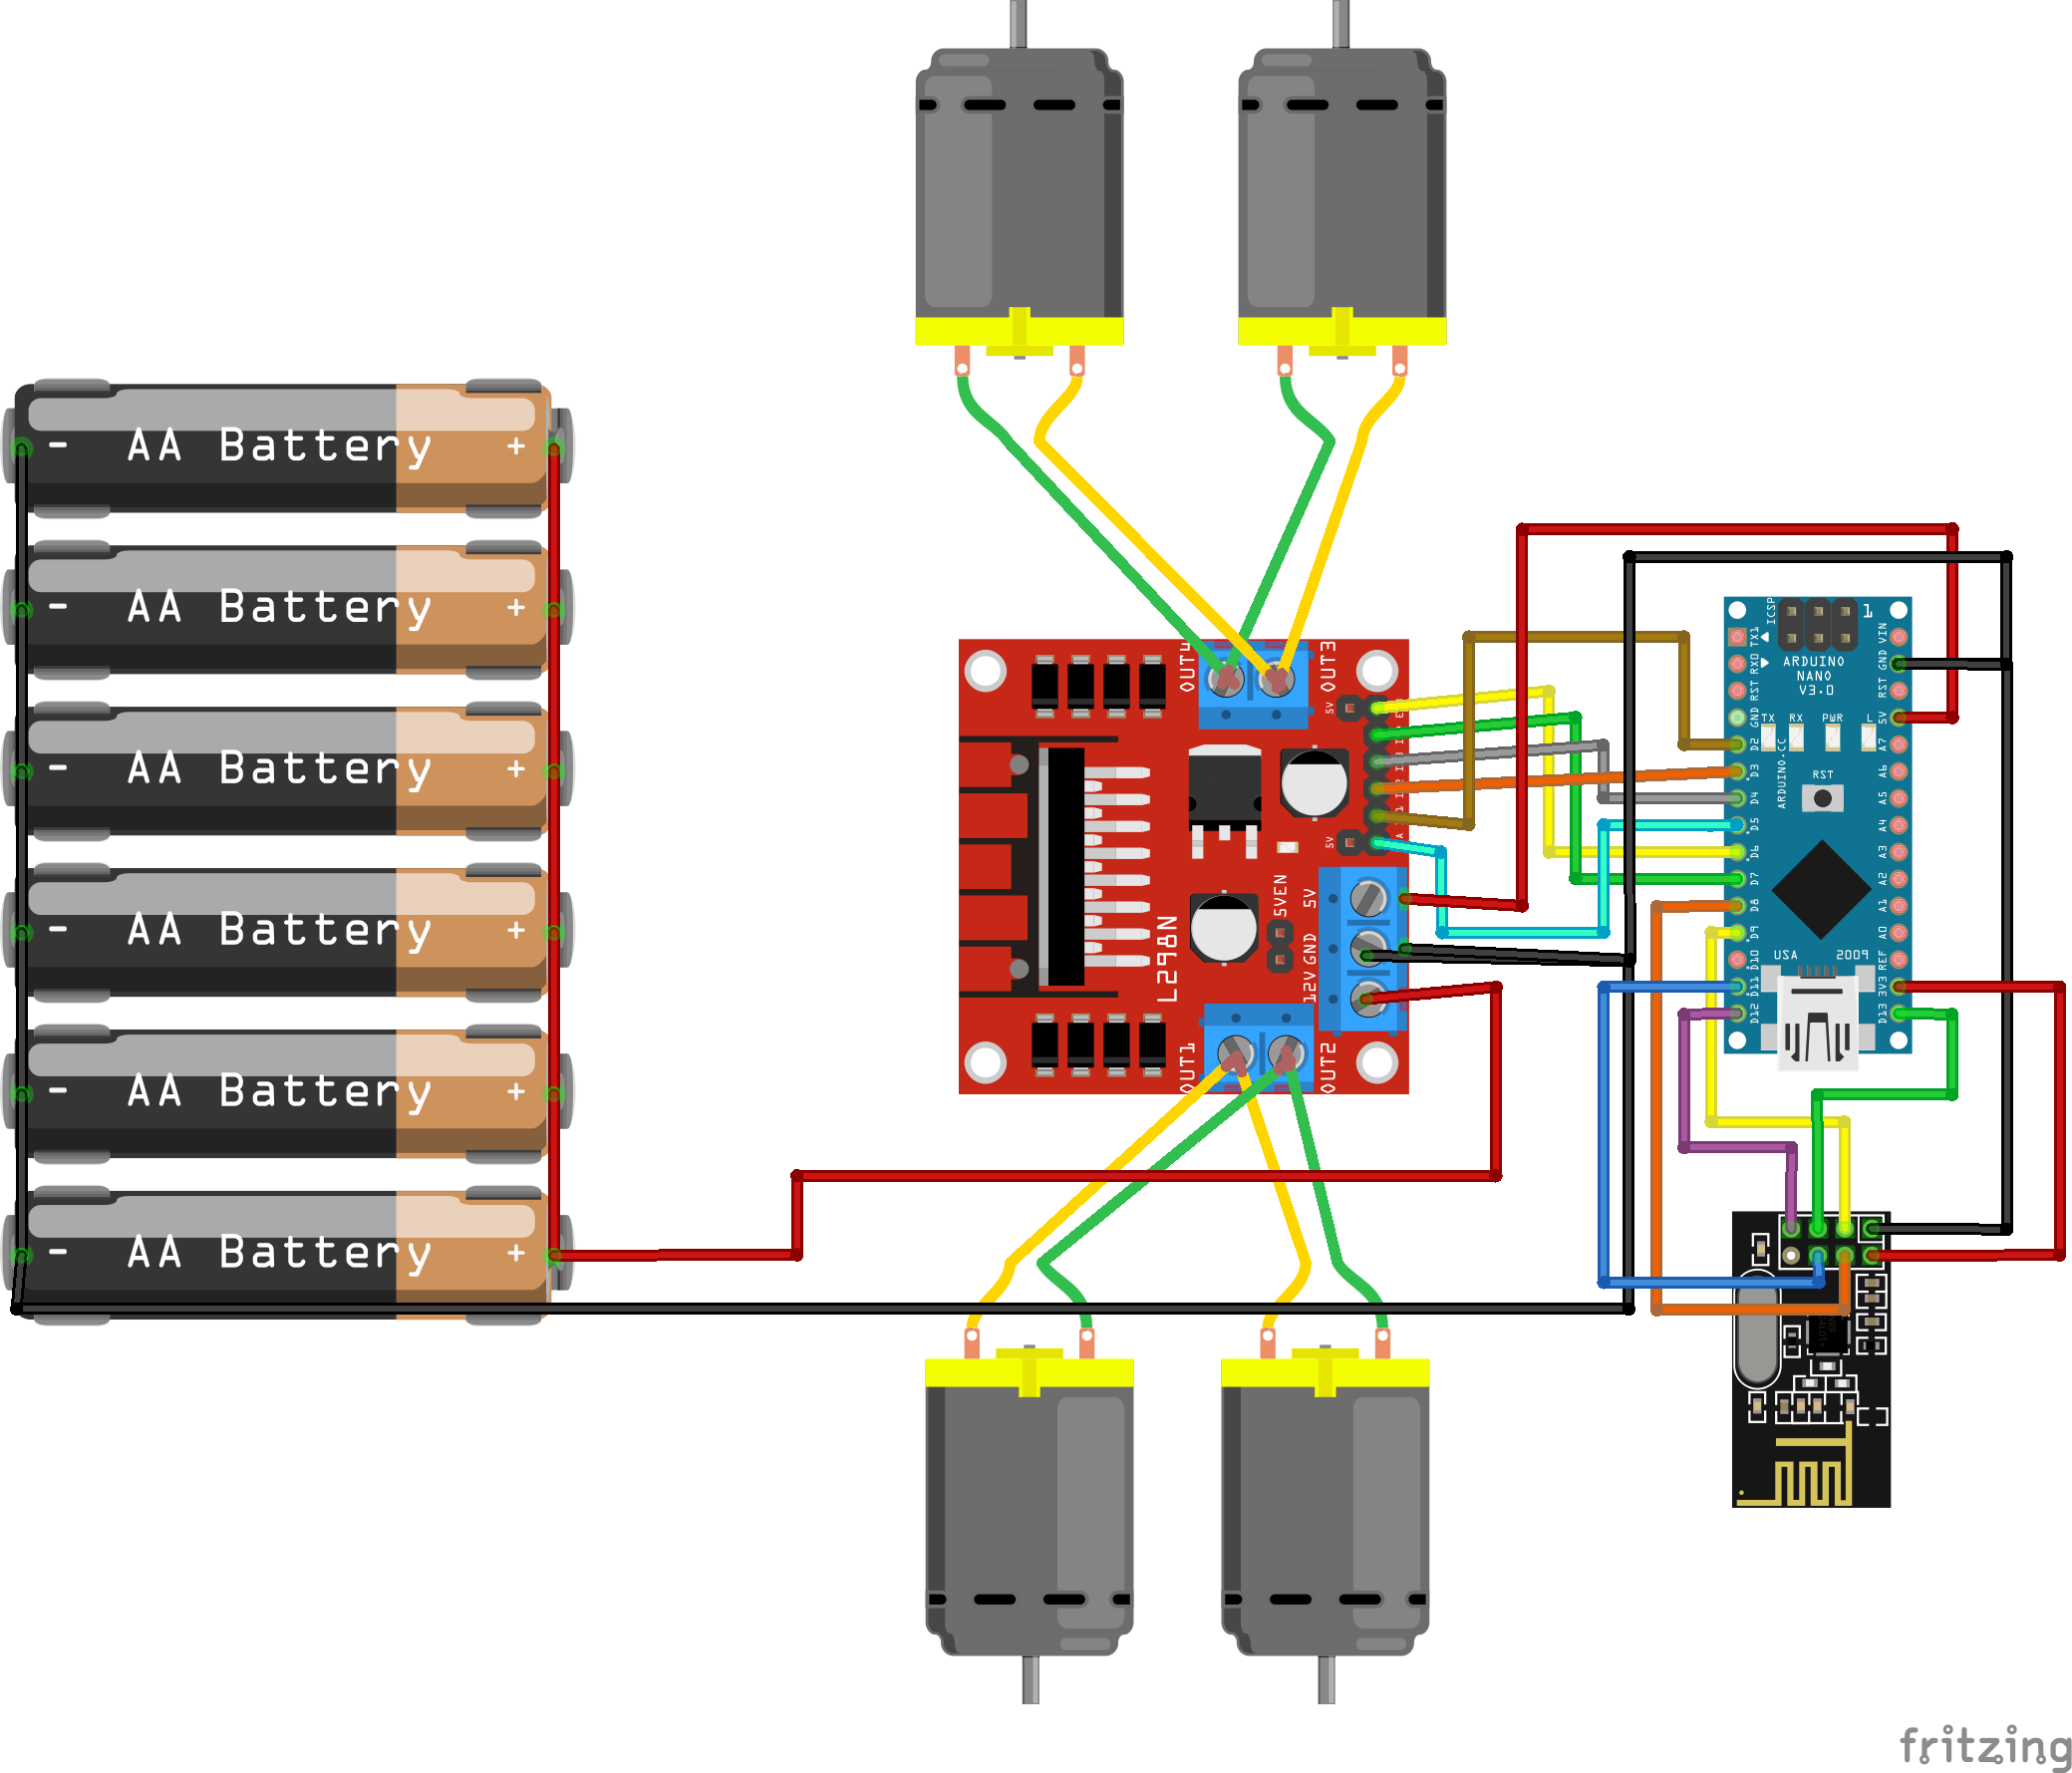 - AA Battery +
- AA Battery +
- AA Battery +
- AA Battery +
- AA Battery +
- AA Battery +
OUT4
OUT3
5V
5V
5VEN
5V
GND
12V
L298N
OUT1
OUT2
ICSP
1
TX1
RX0
RST
GND
D2
D3
D4
D5
D6
D7
D8
D9
D10
D11
D12
ARDUINO
NANO
V3.0
TX RX PWR L
ARDUINO.CC
RST
USA 2009
VIN
GND
RST
5V
A7
A6
A5
A4
A3
A2
A1
A0
REF
3V3
D13
fritzing